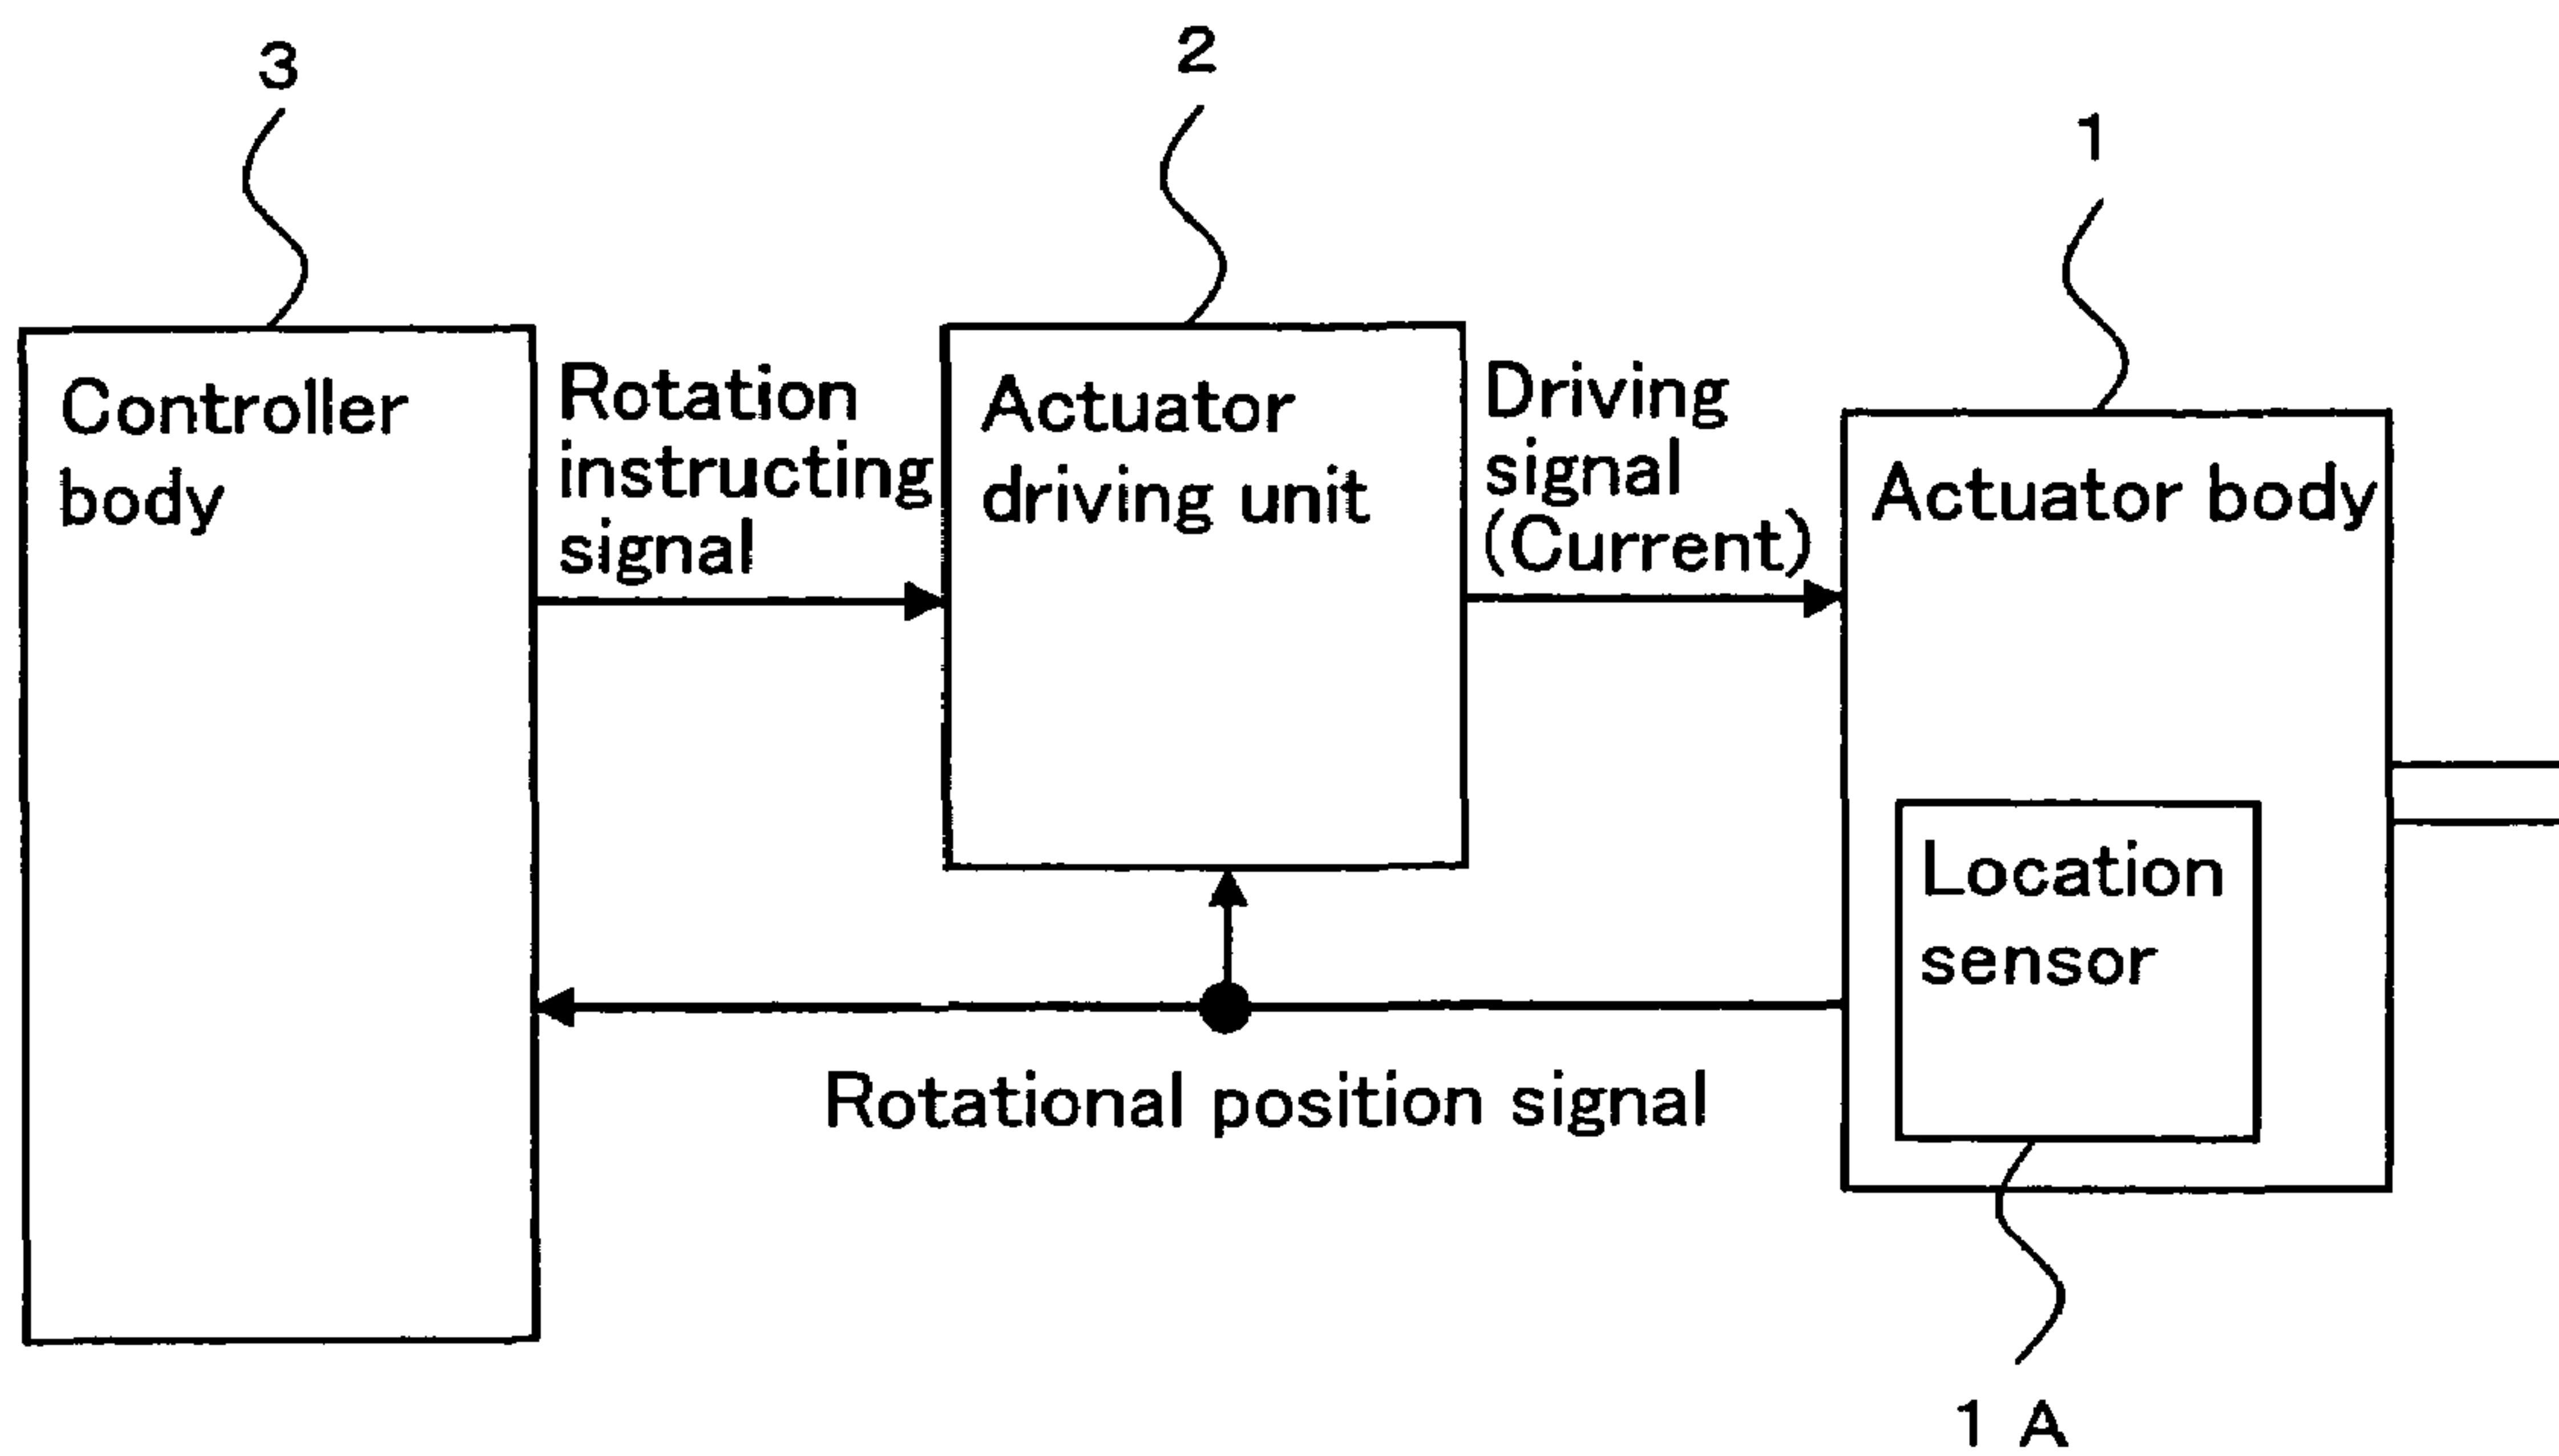 3
2
1
Controller
body
Rotation
instructing
signal
Actuator
driving unit
Driving
signal
(Current)
Actuator body
Location
sensor
Rotational position signal
1 A